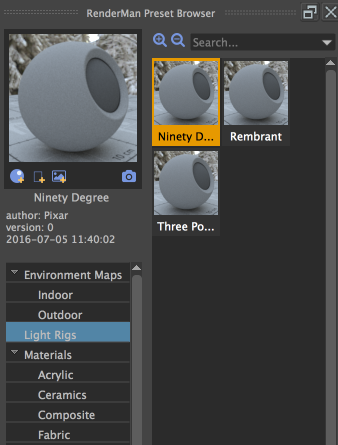 RenderMan Preset Browser
Search...
Ninety D...
Rembrant
Three Po...
Ninety Degree
author: Pixar
version: 0
2016-07-05 11:40:02
Environment Maps
Indoor
Outdoor
Light Rigs
Materials
Acrylic
Ceramics
Composite
Fabric